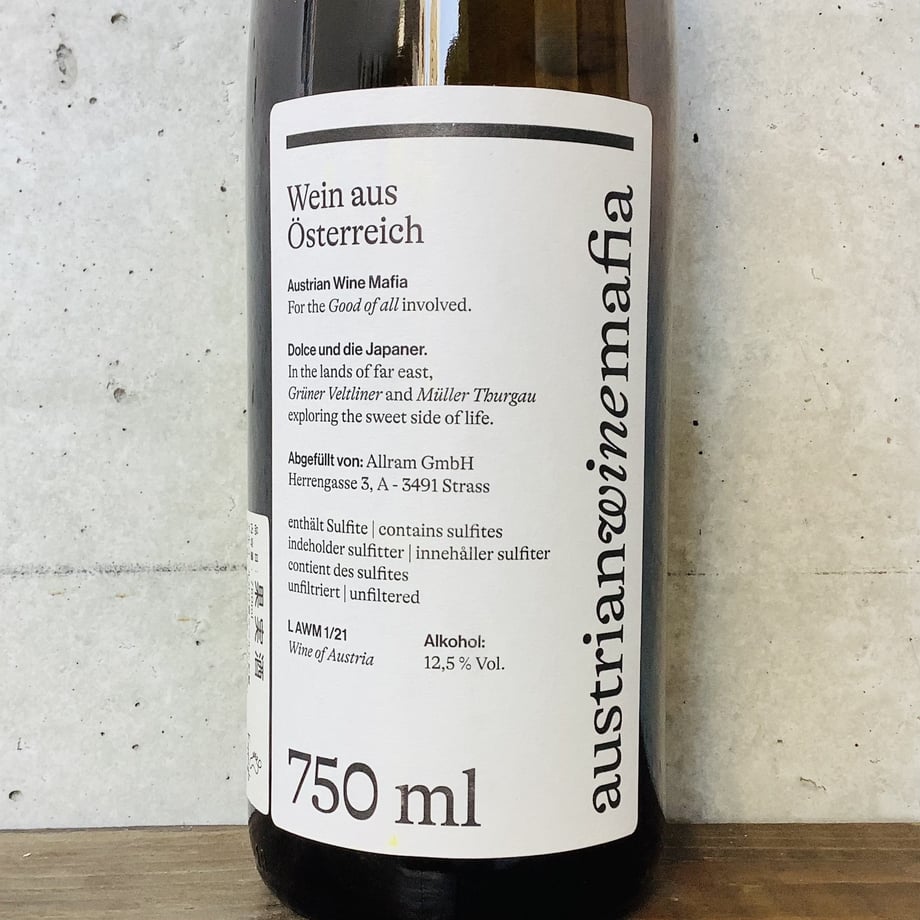 Wein aus
Österreich
Austrian Wine Mafia
For the Good of all involved.
Dolce und die Japaner.
In the lands of far east,
Grüner Veltliner and Müller Thurgau
exploring the sweet side of life.
Abgefüllt von: Allram GmbH
Herrengasse 3, A - 3491 Strass
enthält Sulfite | contains sulfites
indeholder sulfitter | innehåller sulfiter
contient des sulfites
unfiltriert | unfiltered
L AWM 1/21
Wine of Austria
Alkohol:
12,5 % Vol.
750 ml
austrianwinemafia
果実酒